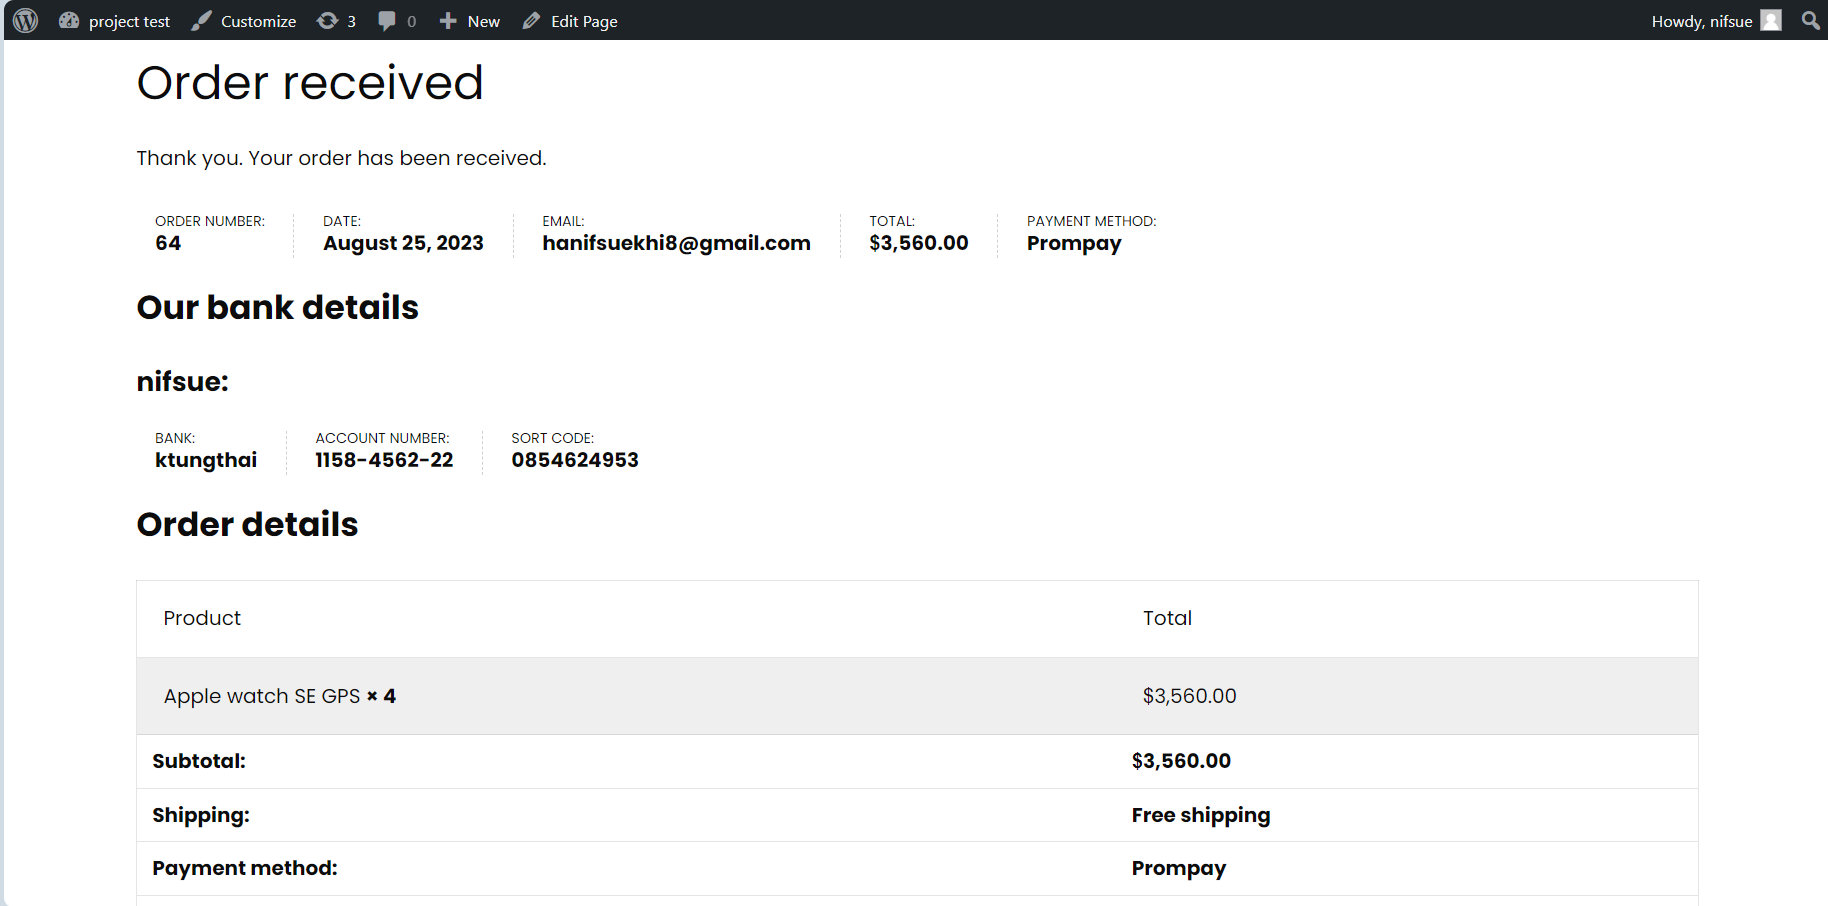 project test Customize 3 0 New Edit Page Howdy, nifsue
Order received
Thank you. Your order has been received.
ORDER NUMBER: DATE: EMAIL: TOTAL: PAYMENT METHOD:
64 August 25, 2023 hanifsuekhi8@gmail.com $3,560.00 Prompay
Our bank details
nifsue:
BANK: ACCOUNT NUMBER: SORT CODE:
ktungthai 1158-4562-22 0854624953
Order details
Product Total
Apple watch SE GPS × 4 $3,560.00
Subtotal: $3,560.00
Shipping: Free shipping
Payment method: Prompay